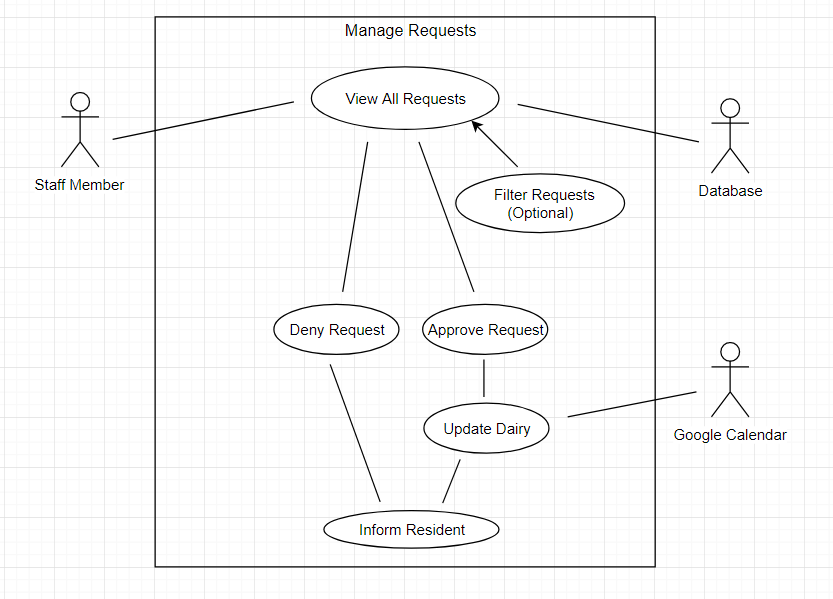 Manage Requests
View All Requests
Staff Member
Database
Filter Requests
(Optional)
Deny Request
Approve Request
Update Dairy
Google Calendar
Inform Resident